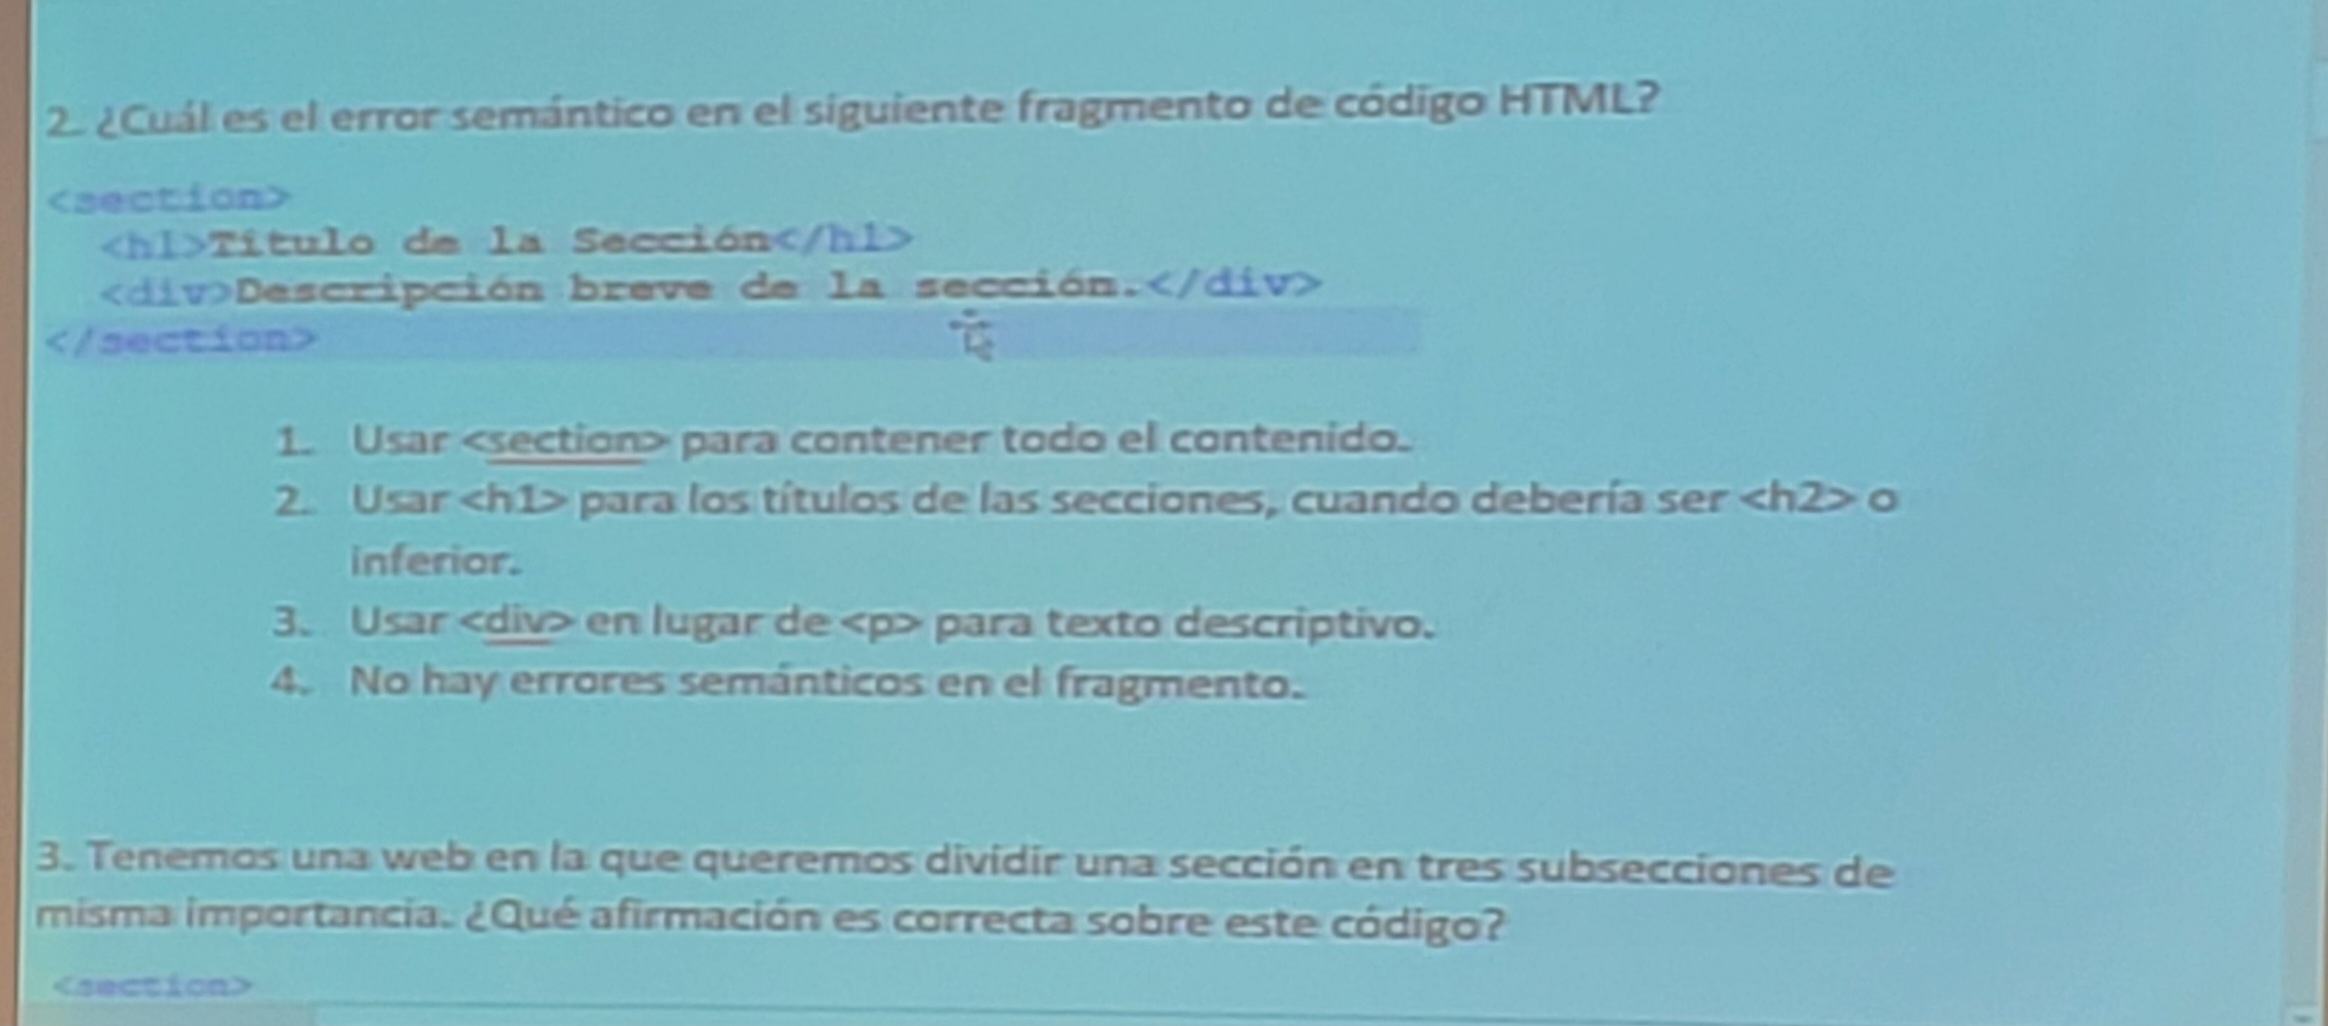 2. ¿Cuál es el error semántico en el siguiente fragmento de código HTML?
<section>
<h1>Título de la Sección</h1>
<div>Descripción breve de la sección.</div>
</section>
1. Usar <section> para contener todo el contenido.
2. Usar <h1> para los títulos de las secciones, cuando debería ser <h2> o
inferior.
3. Usar <div> en lugar de <p> para texto descriptivo.
4. No hay errores semánticos en el fragmento.
3. Tenemos una web en la que queremos dividir una sección en tres subsecciones de
misma importancia. ¿Qué afirmación es correcta sobre este código?
<section>